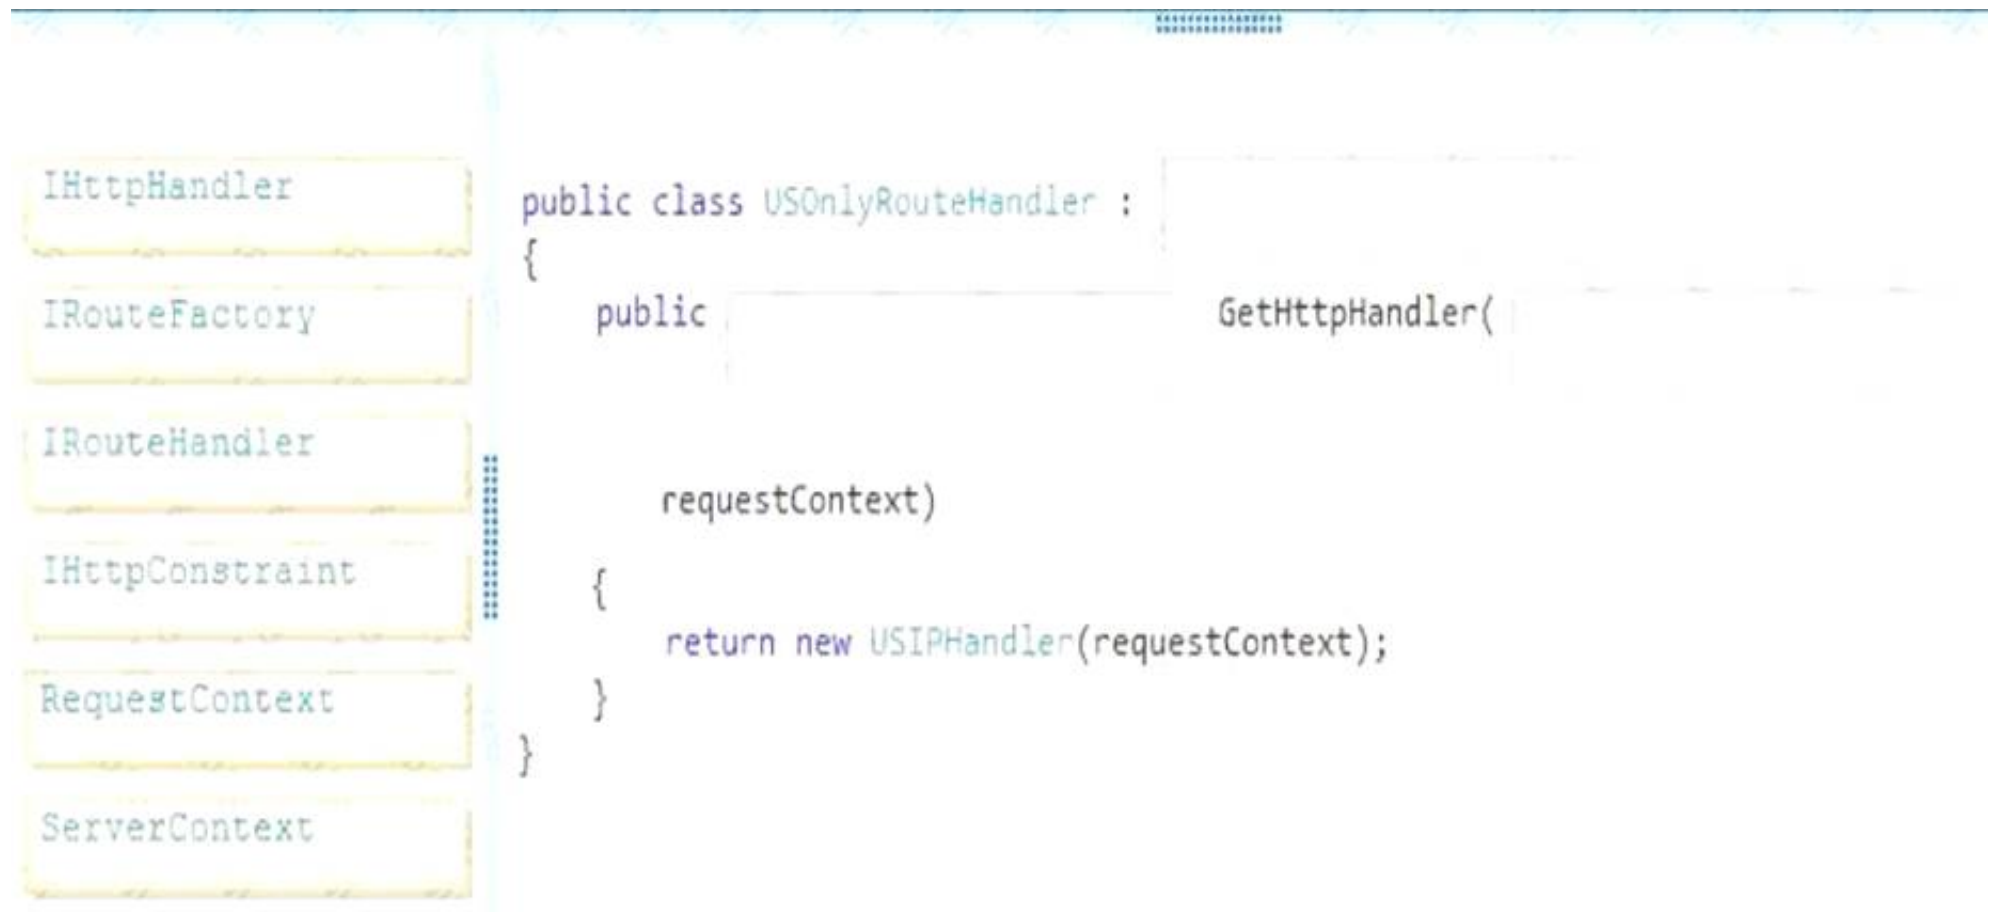 IHttpHandler
IRouteFactory
IRouteHandler
IHttpConstraint
RequestContext
ServerContext
public class USOnlyRouteHandler :
{
public GetHttpHandler(
requestContext)
{
return new USIPHandler(requestContext);
}
}